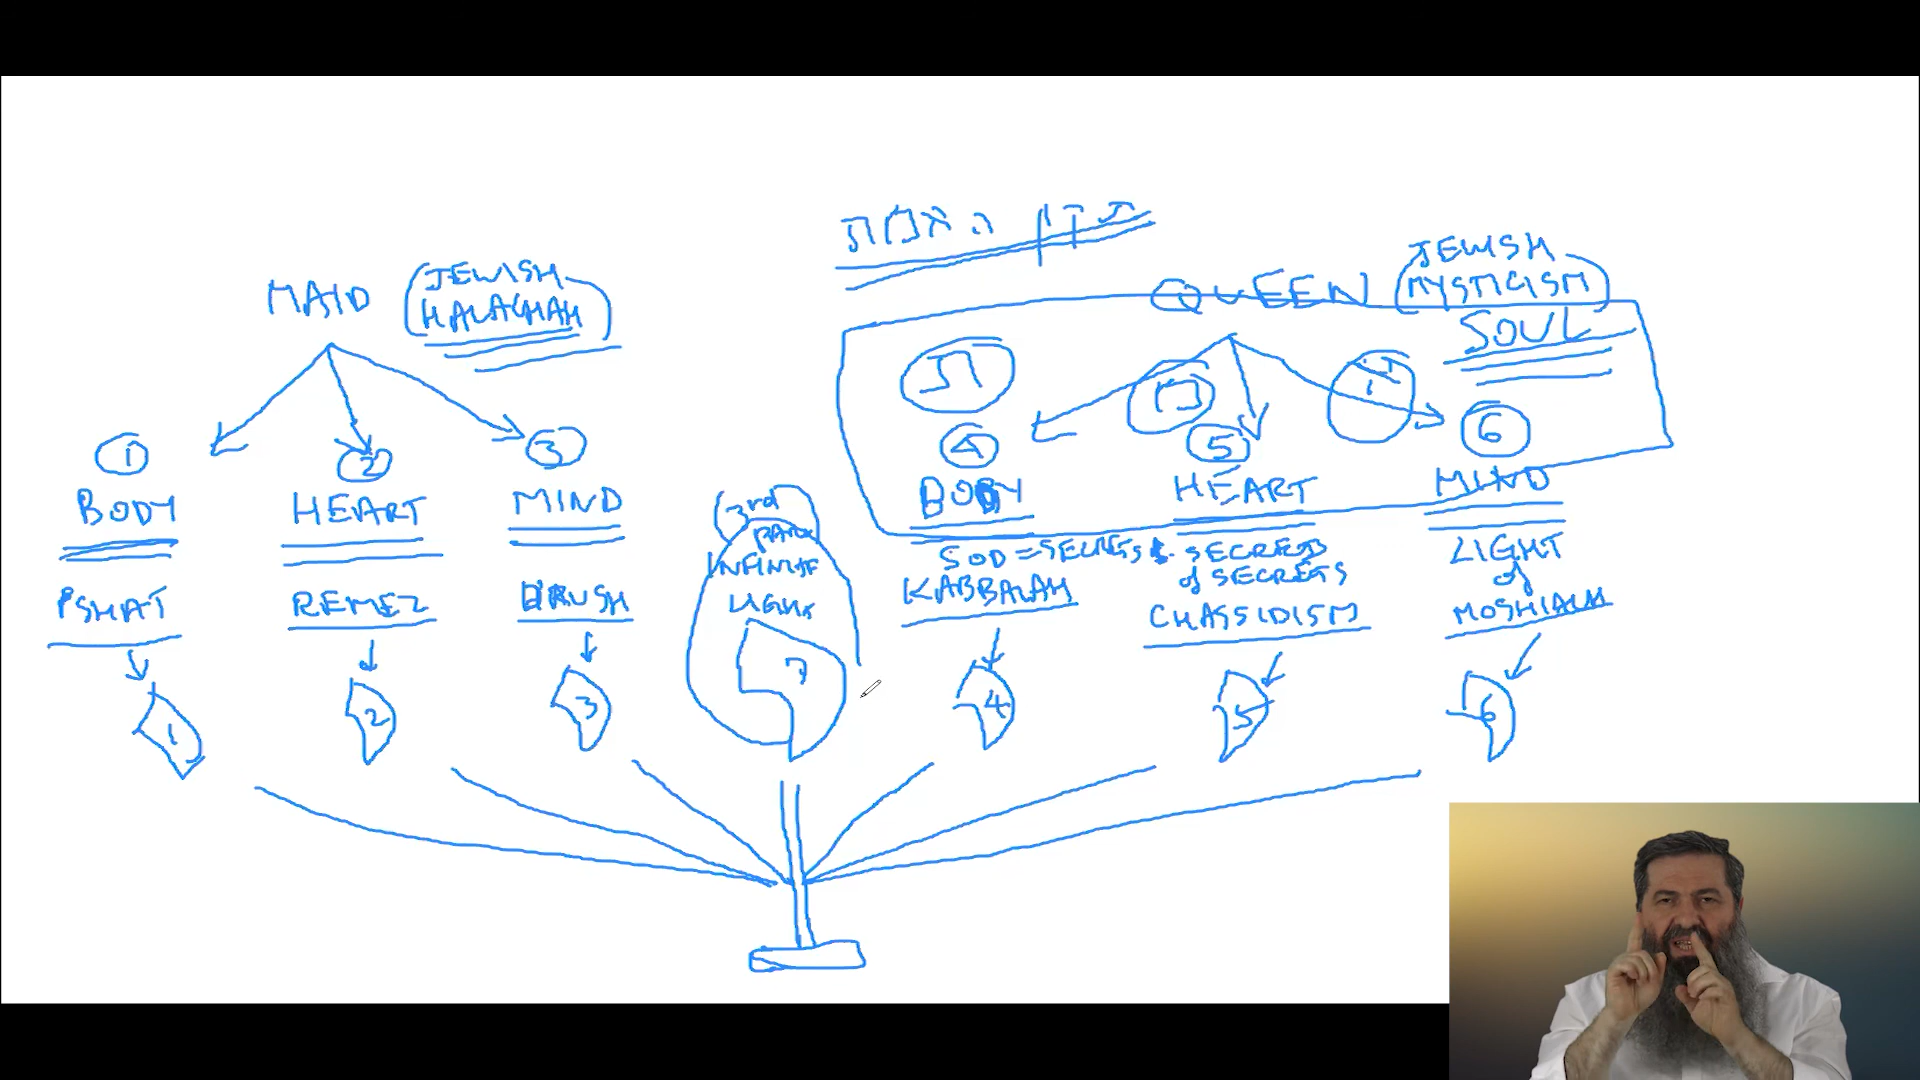 MAID
JEWISH
HALACHAH
QUEEN
JEWISH
MYSTICISM
SOUL
1
2
3
4
5
6
BODY
HEART
MIND
BODY
HEART
MIND
PSHAT
REMEZ
DRUSH
3rd
INFINITE
LIGHT
SOD = SECRETS
KABBALAH
SECRETS
of SECRETS
CHASSIDISM
LIGHT
of
MOSHIACH
1
2
3
7
4
5
6